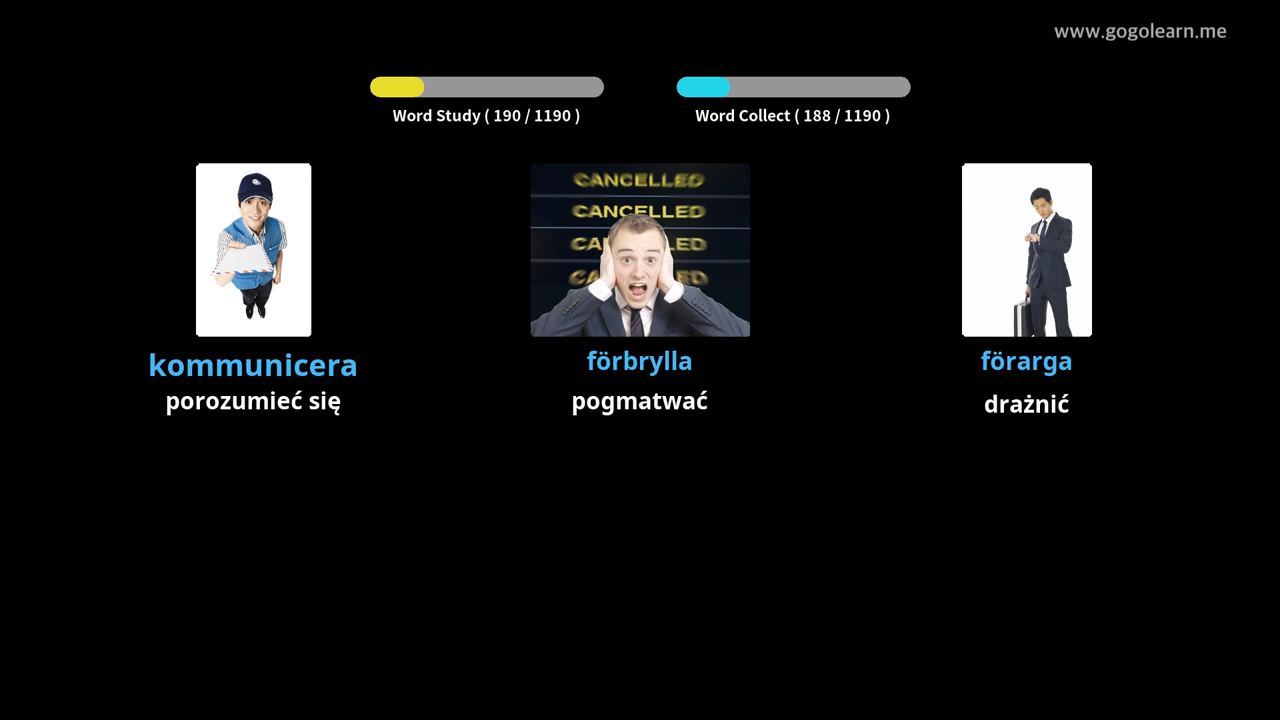 www.gogolearn.me
Word Study ( 190 / 1190 )
Word Collect ( 188 / 1190 )
CANCELLED
CANCELLED
kommunicera
porozumieć się
förbrylla
pogmatwać
förarga
drażnić